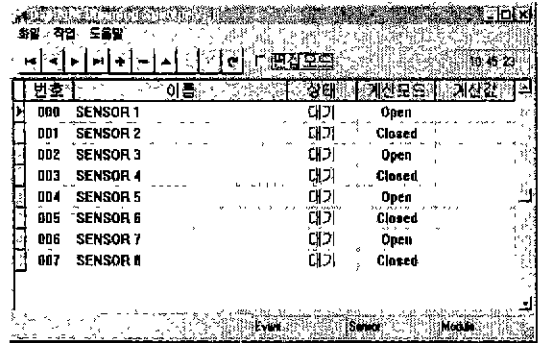 화일 작업 도움말
편집모드 10:45:23
번호 이름 상태 계산모드 계산값
000 SENSOR 1 대기 Open
001 SENSOR 2 대기 Closed
002 SENSOR 3 대기 Open
003 SENSOR 4 대기 Closed
004 SENSOR 5 대기 Open
005 SENSOR 6 대기 Closed
006 SENSOR 7 대기 Open
007 SENSOR 8 대기 Closed
Event Sensor Module